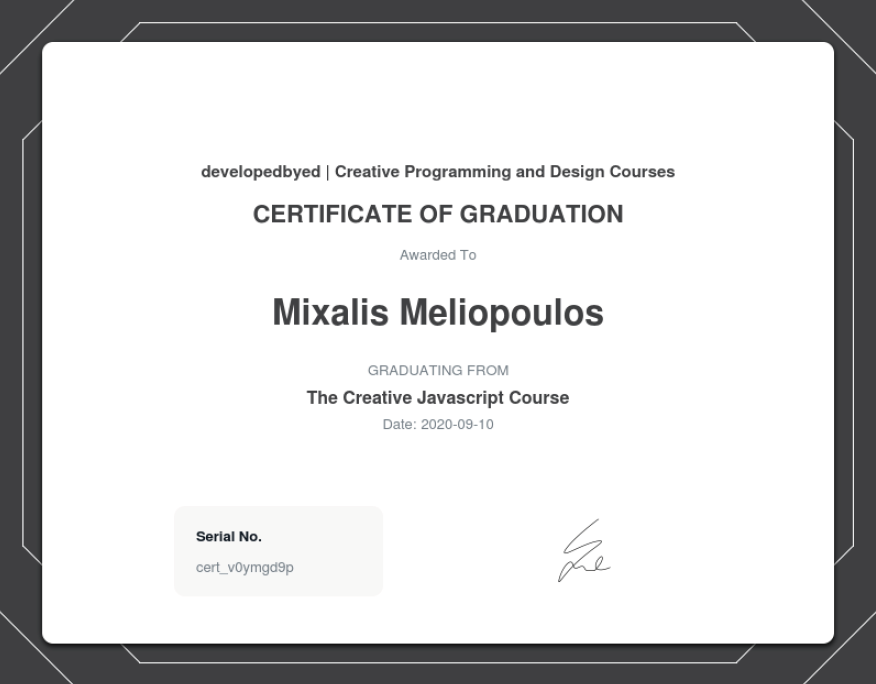 developedbyed | Creative Programming and Design Courses
CERTIFICATE OF GRADUATION
Awarded To
Mixalis Meliopoulos
GRADUATING FROM
The Creative Javascript Course
Date: 2020-09-10
Serial No.
cert_v0ymgd9p